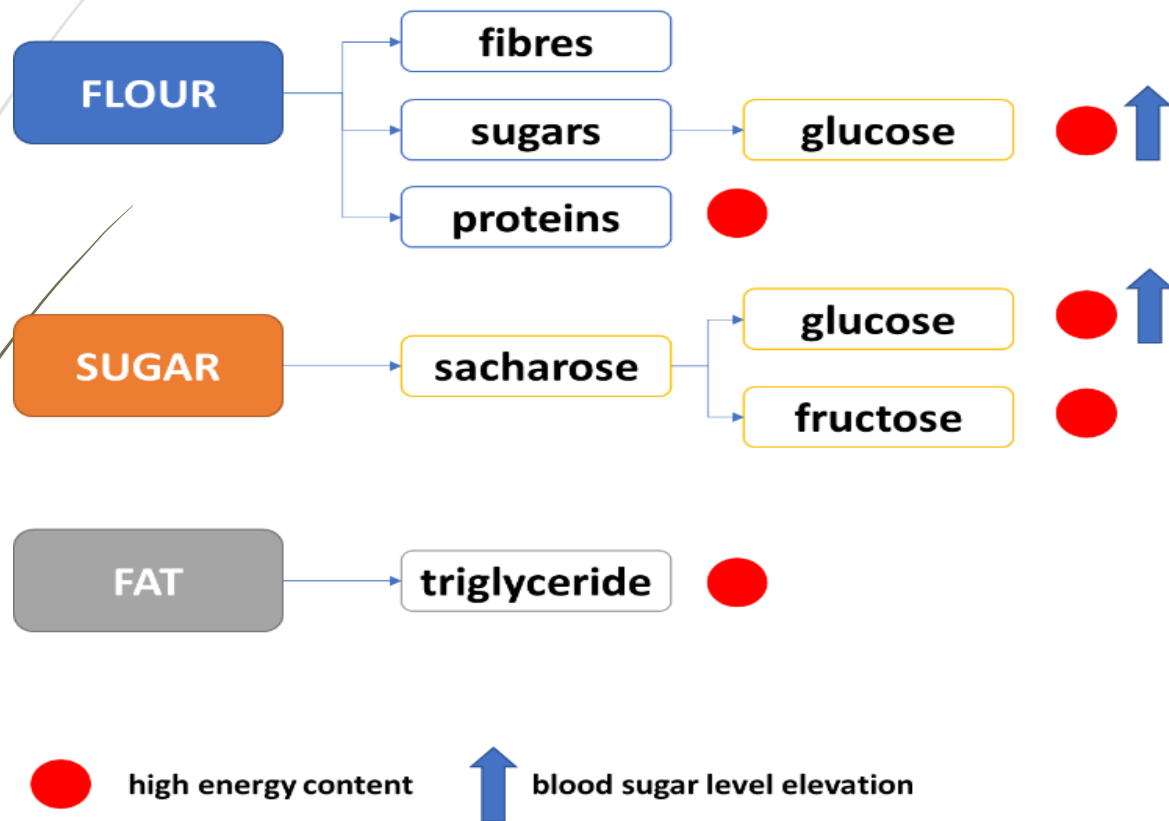 FLOUR
fibres
sugars
glucose
proteins
SUGAR
sacharose
glucose
fructose
FAT
triglyceride
high energy content
blood sugar level elevation